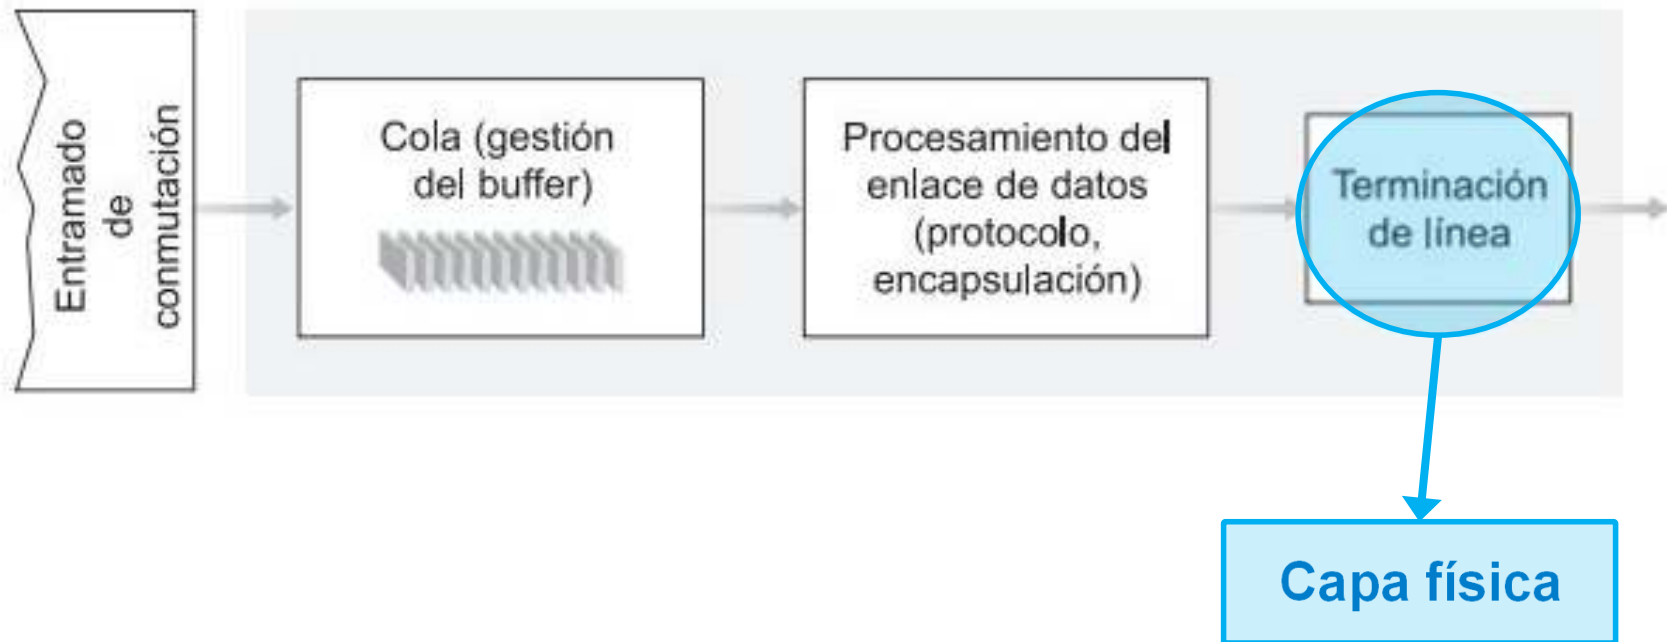 Entramado
de
conmutación
Cola (gestión
del buffer)
Procesamiento del
enlace de datos
(protocolo,
encapsulación)
Terminación
de línea
Capa física